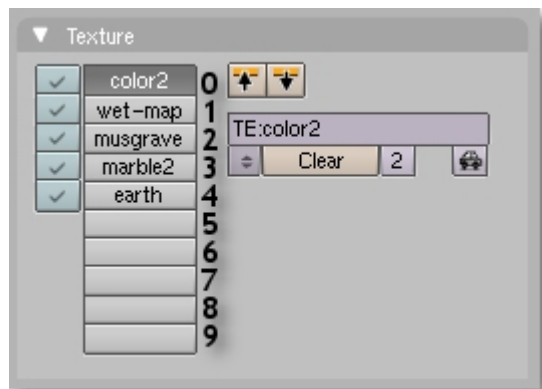 Texture
color2 0
wet-map 1
musgrave 2
marble2 3
earth 4
5
6
7
8
9
TE:color2
Clear 2